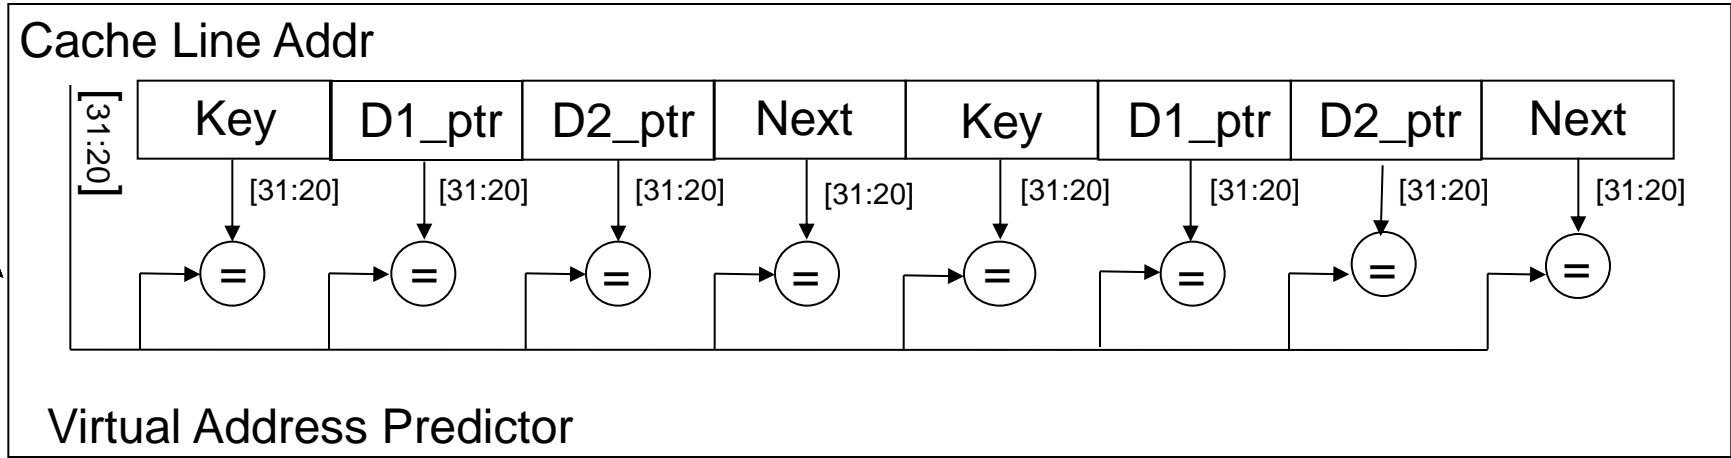 Cache Line Addr
[31:20]
Key D1_ptr D2_ptr Next Key D1_ptr D2_ptr Next
[31:20] [31:20] [31:20] [31:20] [31:20] [31:20] [31:20] [31:20]
= = = = = = = =
Virtual Address Predictor